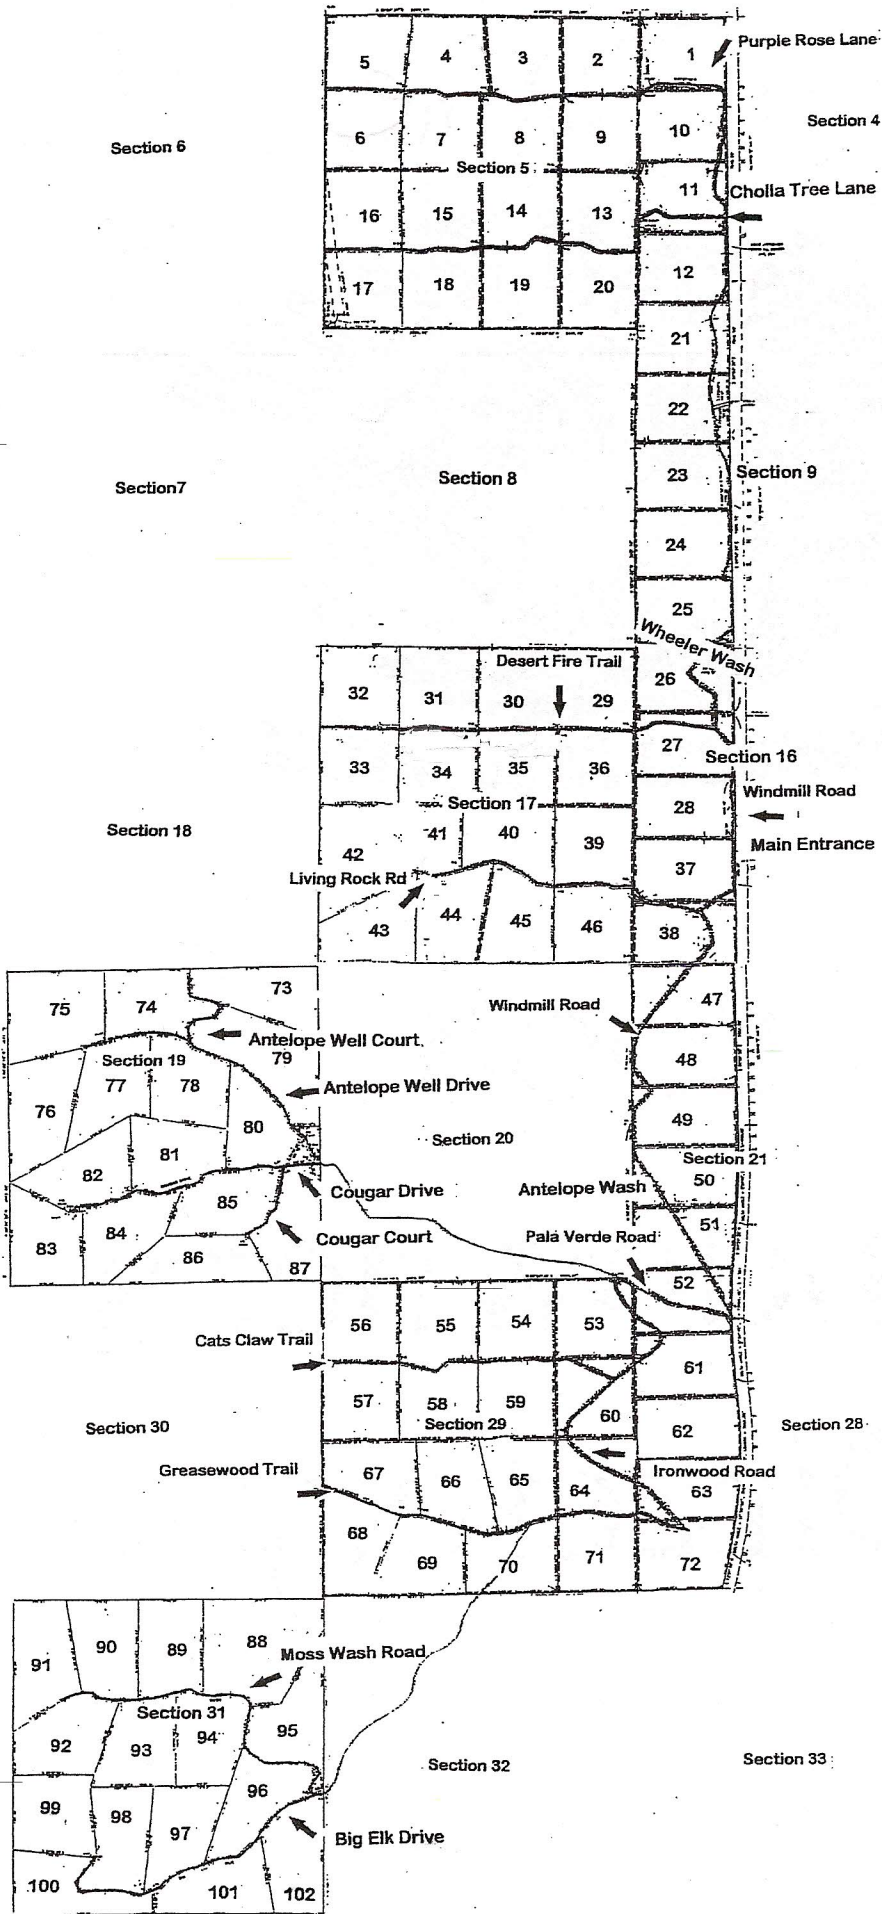 5 4 3 2 1
Purple Rose Lane
Section 4
Section 6
6 7 8 9 10
Section 5
11
Cholla Tree Lane
16 15 14 13
12
17 18 19 20
21
22
Section7
Section 8
23
Section 9
24
25
Wheeler Wash
Desert Fire Trail
26
32 31 30 29
27
Section 16
33 34 35 36
Windmill Road
28
Section 17
Section 18
Main Entrance
42 41 40 39
37
Living Rock Rd
43 44 45 46
38
75 74 73
47
Windmill Road
Antelope Well Court
79
48
Section 19
77 78
Antelope Well Drive
76
80
49
Section 20
Section 21
81
82
50
Cougar Drive
Antelope Wash
85
51
84
Cougar Court
Pala Verde Road
83
86
87
52
56 55 54 53
Cats Claw Trail
61
57 58 59
60
Section 30
Section 29
62
Section 28
Greasewood Trail
67 66 65 64
Ironwood Road
63
68
69 70 71 72
91 90 89 88
Moss Wash Road
Section 31
92 93 94 95
Section 32
Section 33
99 98 97 96
Big Elk Drive
100 101 102